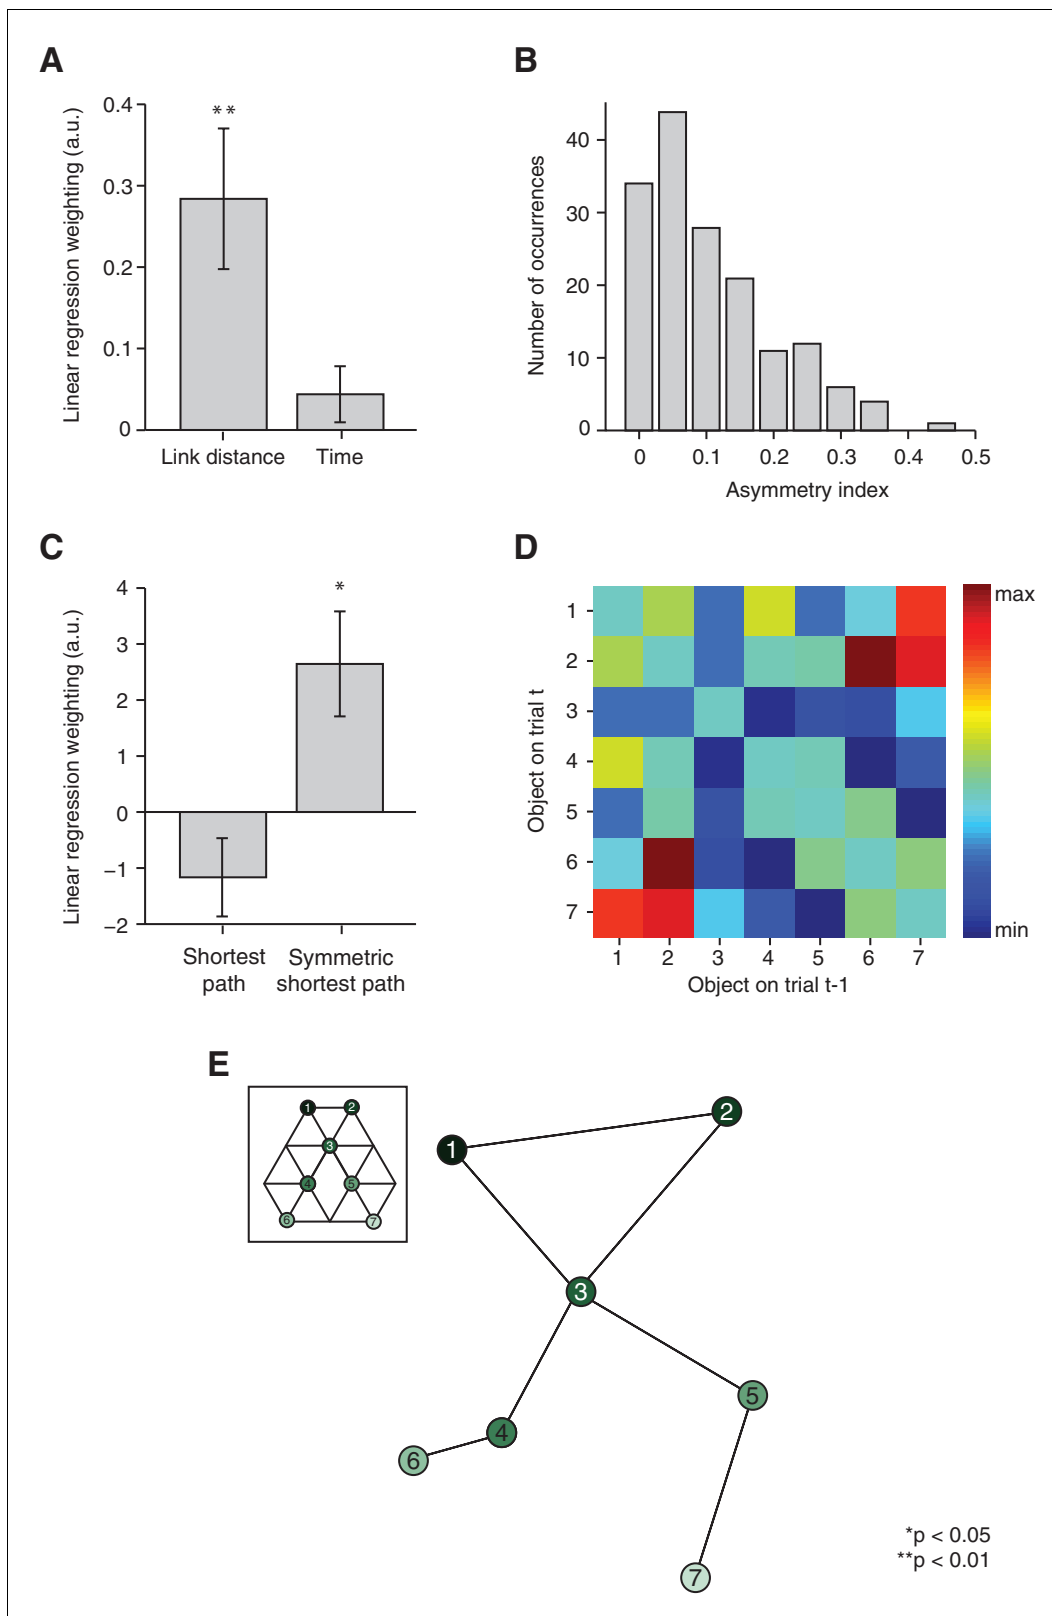 A
Linear regression weighting (a.u.)
0.4
0.3
0.2
0.1
0
**
Link distance
Time
B
Number of occurrences
40
30
20
10
0
0 0.1 0.2 0.3 0.4 0.5
Asymmetry index
C
Linear regression weighting (a.u.)
4
3
2
1
0
−1
−2
*
Shortest
path
Symmetric
shortest path
D
Object on trial t
1
2
3
4
5
6
7
1 2 3 4 5 6 7
Object on trial t-1
max
min
E
1 2
3
4 5
6 7
2
1
3
5
4
6
7
*p < 0.05
**p < 0.01